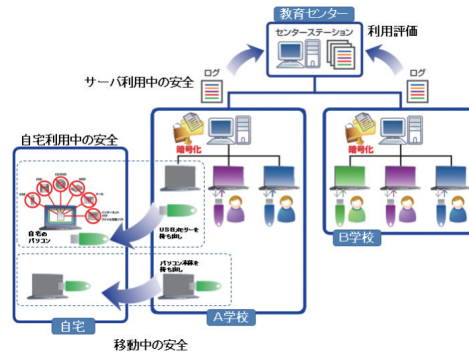 教育センター
センターステーション
利用評価
ログ
ログ
サーバ利用中の安全
暗号化
暗号化
自宅利用中の安全
自宅の
パソコン
USBメモリーを
持ち出し
B学校
パソコン本体を
持ち出し
自宅
A学校
移動中の安全